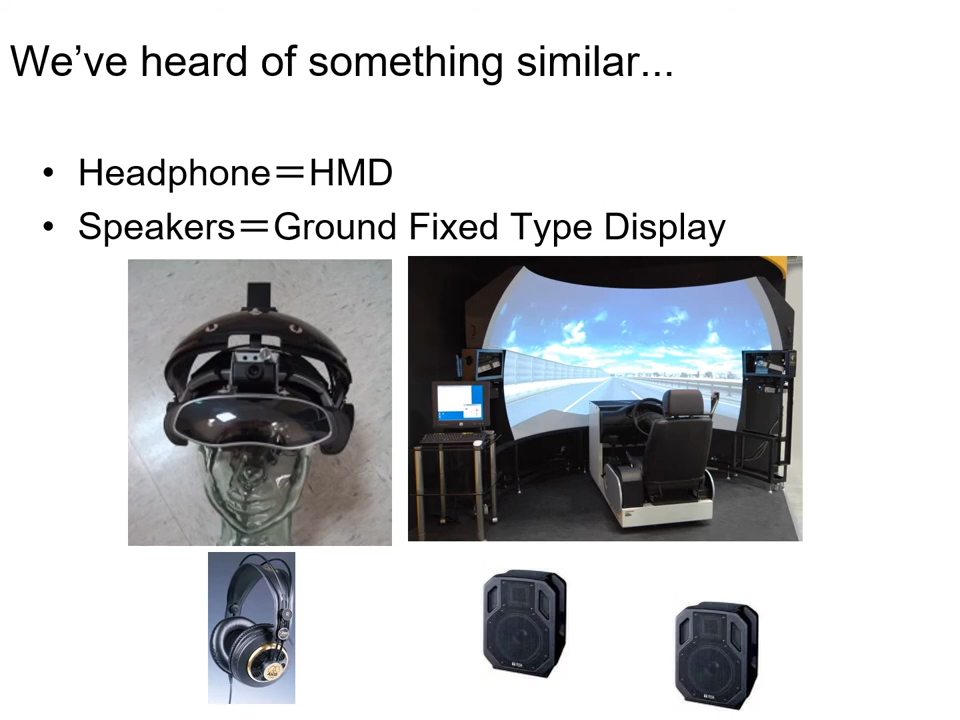 We’ve heard of something similar...
• Headphone＝HMD
• Speakers＝Ground Fixed Type Display